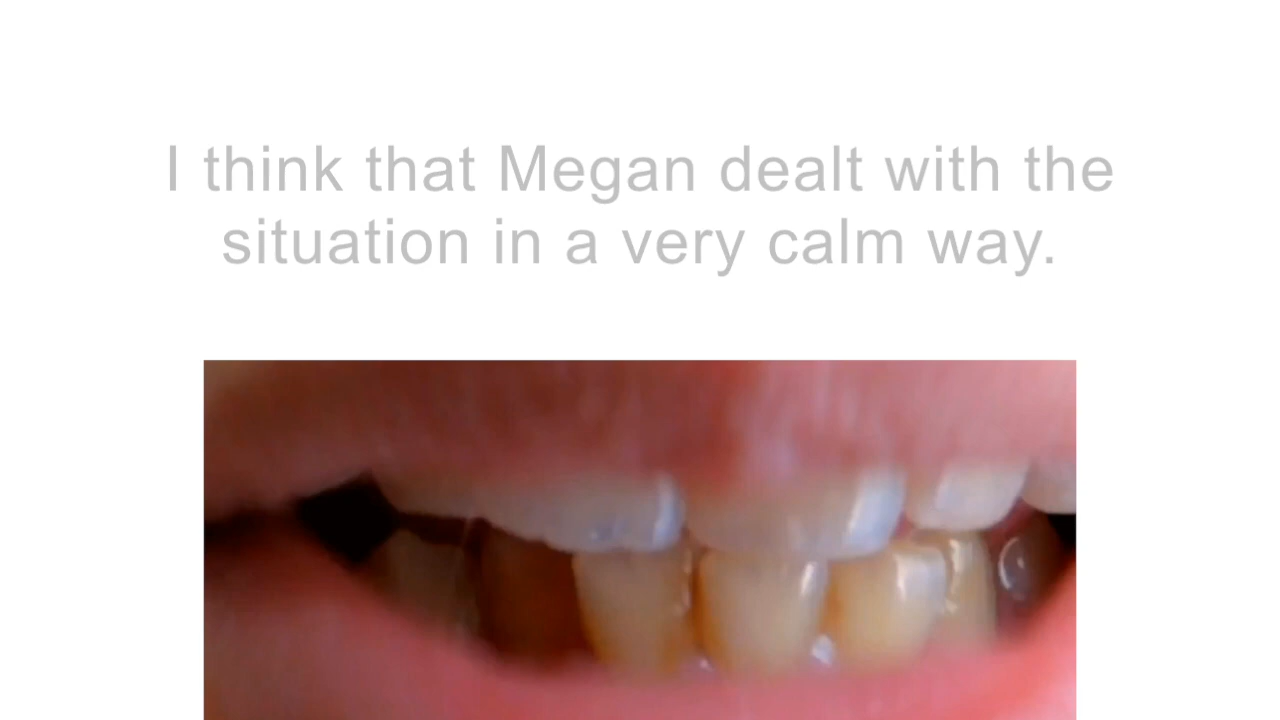 I think that Megan dealt with the
situation in a very calm way.